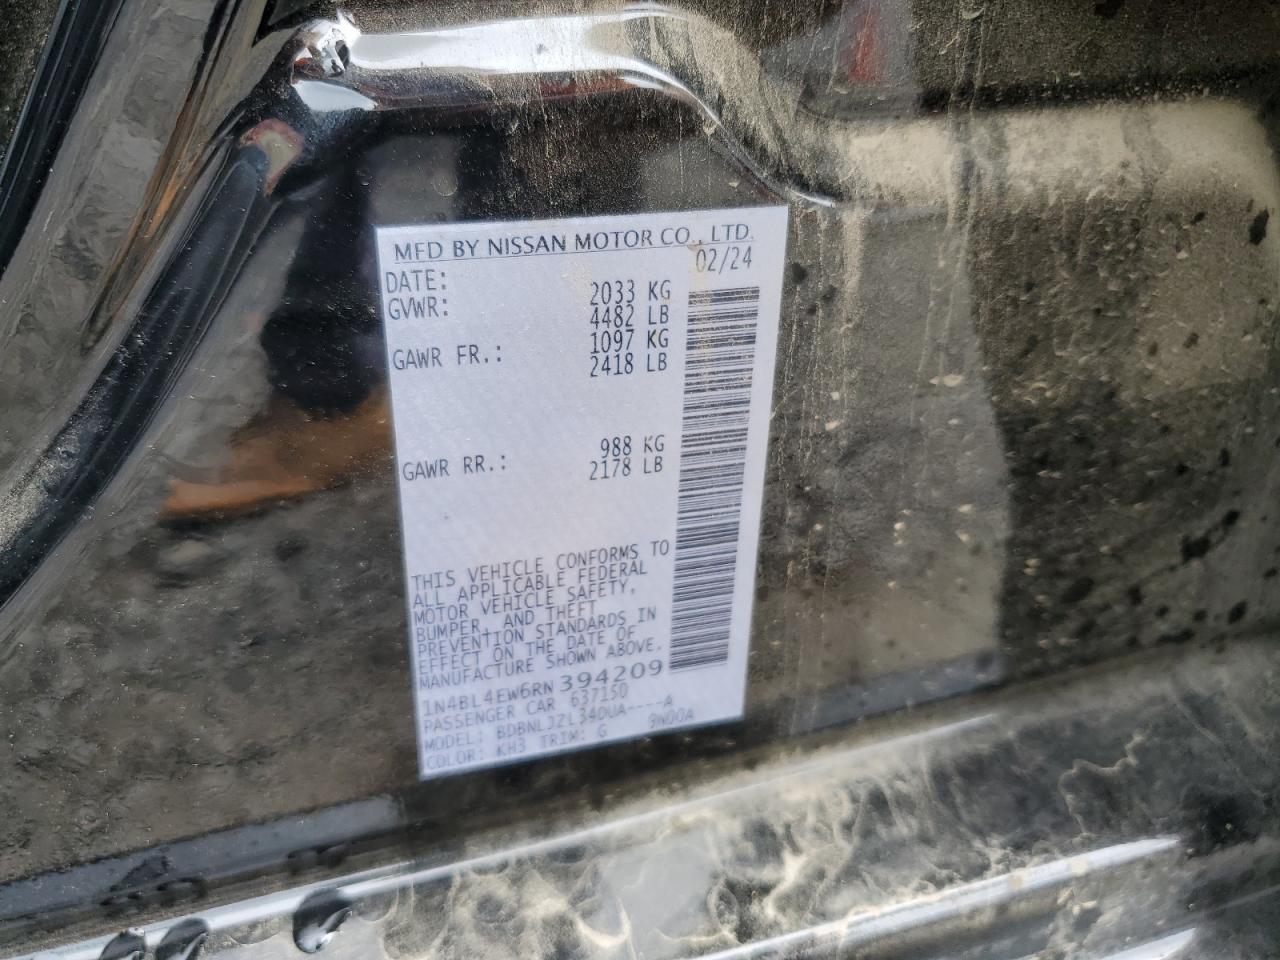 MFD BY NISSAN MOTOR CO., LTD.
DATE: 02/24
GVWR: 2033 KG
4482 LB
GAWR FR.: 1097 KG
2418 LB
GAWR RR.: 988 KG
2178 LB
THIS VEHICLE CONFORMS TO
ALL APPLICABLE FEDERAL
MOTOR VEHICLE SAFETY,
BUMPER, AND THEFT
PREVENTION STANDARDS IN
EFFECT ON THE DATE OF
MANUFACTURE SHOWN ABOVE.
1N4BL4EW6RN394209
PASSENGER CAR 637150
MODEL: BDBNLJZL34DUA----A
COLOR: KH3 TRIM: G 9N00A